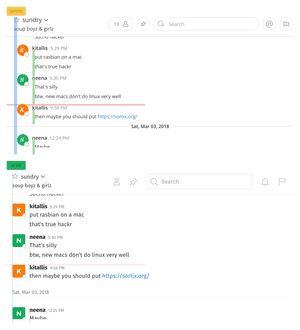 sundry
soup boyz & girlz
19
Search
sucho hacker
kitallis 5:29 PM
put rasbian on a mac
that's true hackr
neena 5:30 PM
That's silly
btw, new macs don't do linux very well
kitallis 9:58 PM
then maybe you should put https://sortix.org/
Sat, Mar 03, 2018
neena 12:24 PM
Maybe
sundry
soup boyz & girlz
Search
kitallis 5:29 PM
put rasbian on a mac
that's true hackr
neena 5:30 PM
That's silly
btw, new macs don't do linux very well
kitallis 9:58 PM
then maybe you should put https://sortix.org/
Sat, Mar 03, 2018
neena 12:24 PM
Maybe